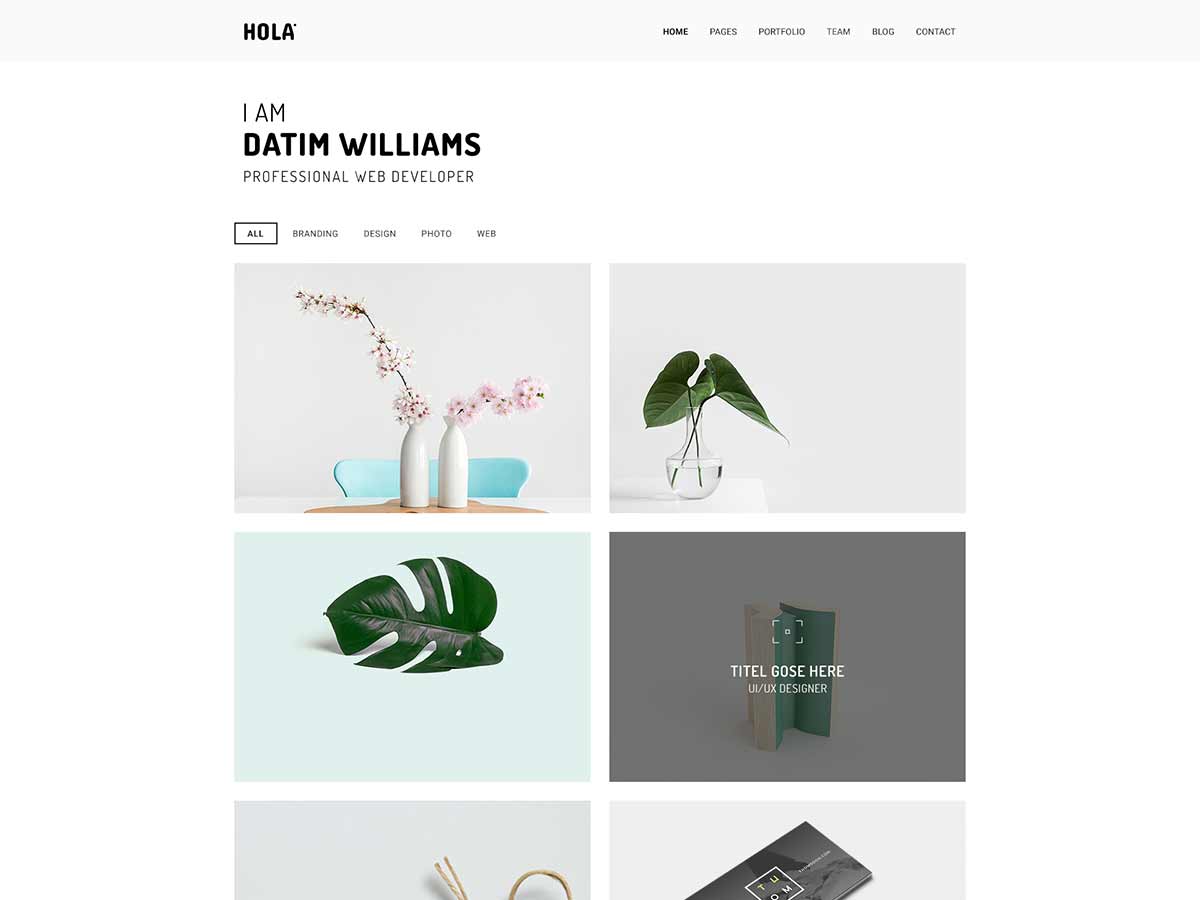 HOLA
HOME PAGES PORTFOLIO TEAM BLOG CONTACT
I AM
DATIM WILLIAMS
PROFESSIONAL WEB DEVELOPER
ALL BRANDING DESIGN PHOTO WEB
TITEL GOSE HERE
UI/UX DESIGNER